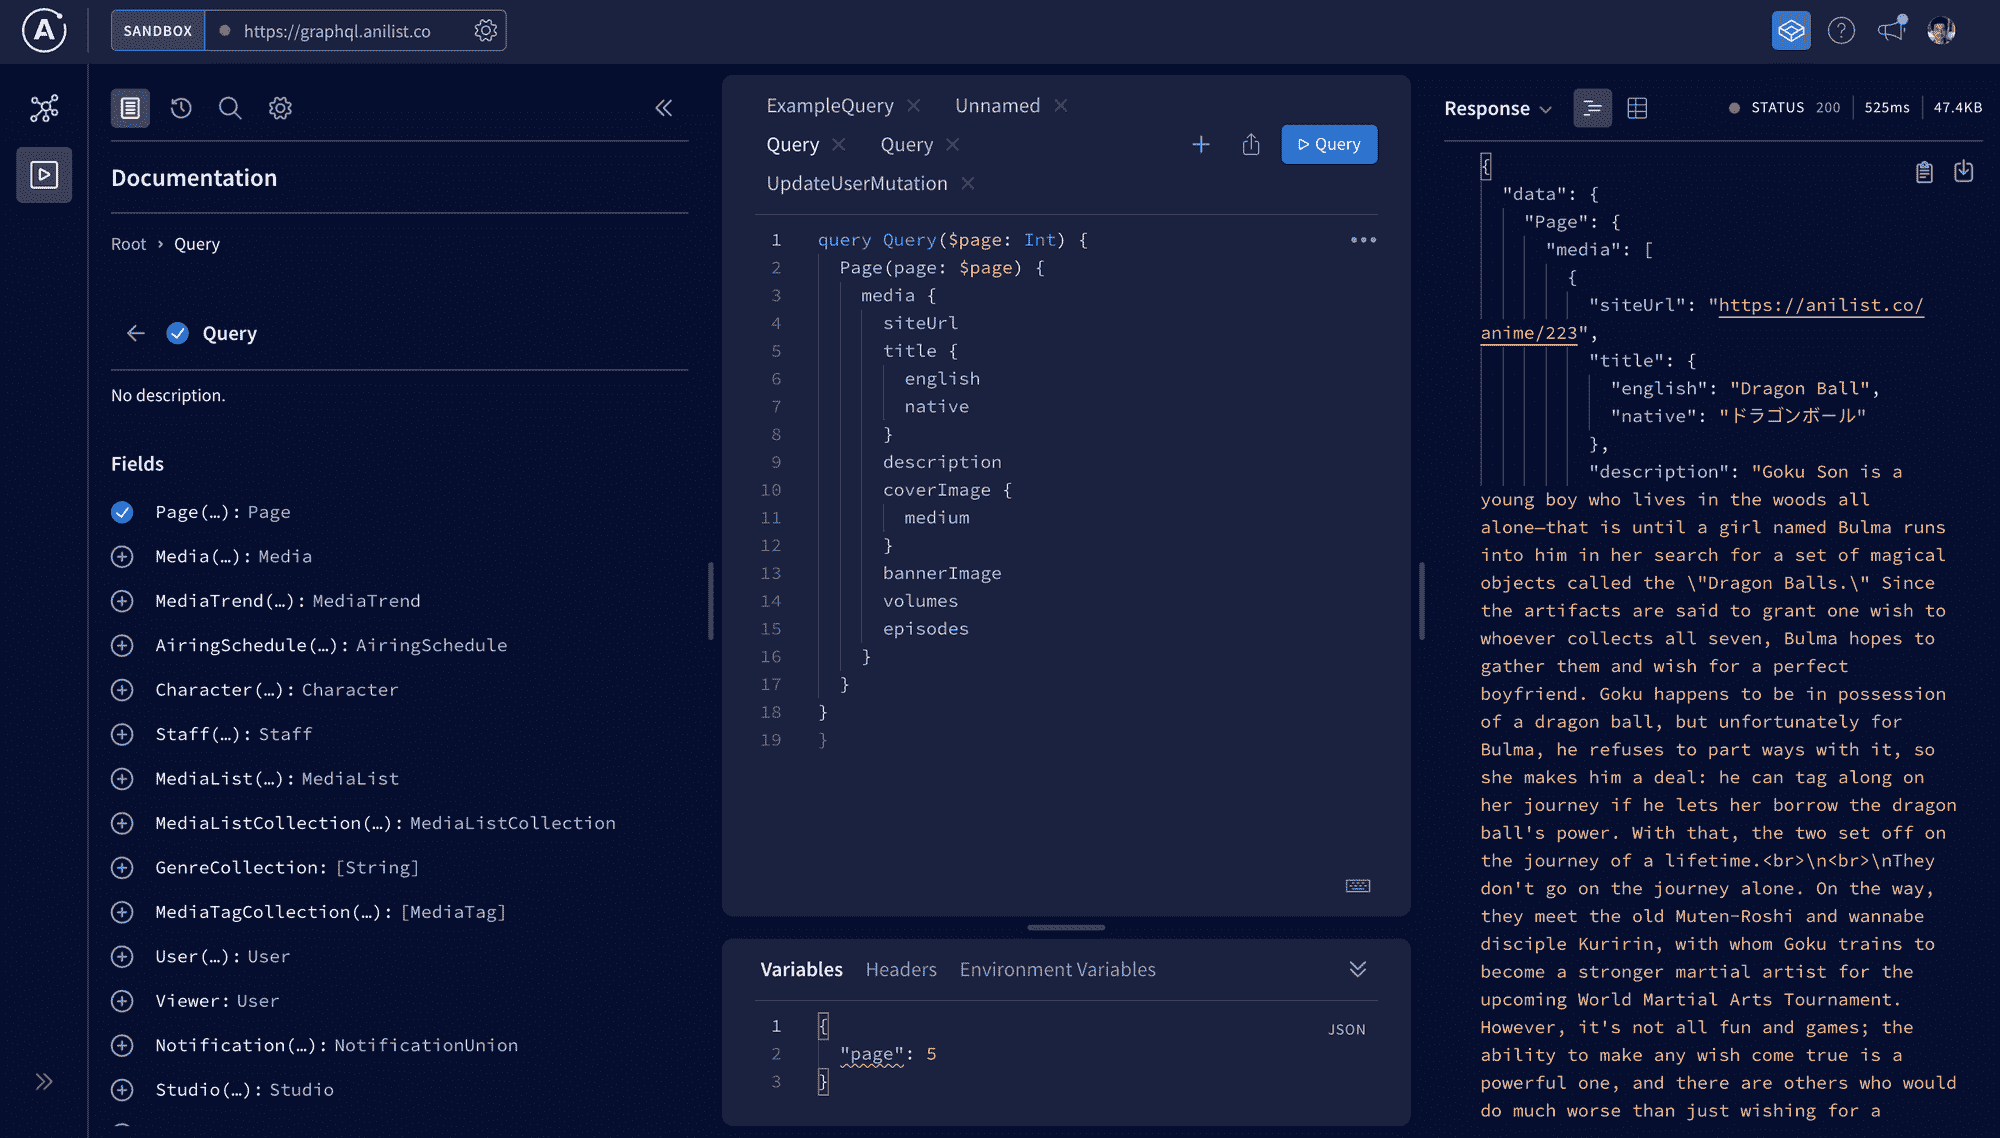 A
SANDBOX
https://graphql.anilist.co
Documentation
Root › Query
Query
No description.
Fields
Page(…): Page
Media(…): Media
MediaTrend(…): MediaTrend
AiringSchedule(…): AiringSchedule
Character(…): Character
Staff(…): Staff
MediaList(…): MediaList
MediaListCollection(…): MediaListCollection
GenreCollection: [String]
MediaTagCollection(…): [MediaTag]
User(…): User
Viewer: User
Notification(…): NotificationUnion
Studio(…): Studio
ExampleQuery
Unnamed
Query
Query
Query
UpdateUserMutation
1 query Query($page: Int) {
2 Page(page: $page) {
3 media {
4 siteUrl
5 title {
6 english
7 native
8 }
9 description
10 coverImage {
11 medium
12 }
13 bannerImage
14 volumes
15 episodes
16 }
17 }
18 }
19 }
Variables
Headers
Environment Variables
JSON
1 {
2 "page": 5
3 }
Response
STATUS 200
525ms
47.4KB
{
"data": {
"Page": {
"media": [
{
"siteUrl": "https://anilist.co/
anime/223",
"title": {
"english": "Dragon Ball",
"native": "ドラゴンボール"
},
"description": "Goku Son is a
young boy who lives in the woods all
alone—that is until a girl named Bulma runs
into him in her search for a set of magical
objects called the \"Dragon Balls.\" Since
the artifacts are said to grant one wish to
whoever collects all seven, Bulma hopes to
gather them and wish for a perfect
boyfriend. Goku happens to be in possession
of a dragon ball, but unfortunately for
Bulma, he refuses to part ways with it, so
she makes him a deal: he can tag along on
her journey if he lets her borrow the dragon
ball's power. With that, the two set off on
the journey of a lifetime.<br>\n<br>\nThey
don't go on the journey alone. On the way,
they meet the old Muten-Roshi and wannabe
disciple Kuririn, with whom Goku trains to
become a stronger martial artist for the
upcoming World Martial Arts Tournament.
However, it's not all fun and games; the
ability to make any wish come true is a
powerful one, and there are others who would
do much worse than just wishing for a